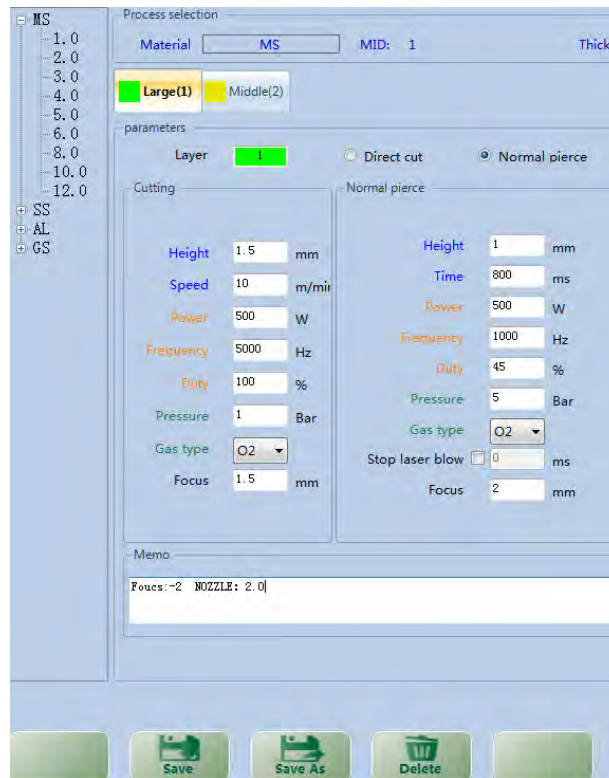 MS
1.0
2.0
3.0
4.0
5.0
6.0
8.0
10.0
12.0
SS
AL
GS
Process selection
Material MS MID: 1 Thick
Large(1) Middle(2)
parameters
Layer 1 Direct cut Normal pierce
Cutting
Height 1.5 mm
Speed 10 m/min
Power 500 W
Frequency 5000 Hz
Duty 100 %
Pressure 1 Bar
Gas type O2
Focus 1.5 mm
Normal pierce
Height 1 mm
Time 800 ms
Power 500 W
Frequency 1000 Hz
Duty 45 %
Pressure 5 Bar
Gas type O2
Stop laser blow 0 ms
Focus 2 mm
Memo
Foucs:-2 NOZZLE: 2.0
Save Save As Delete